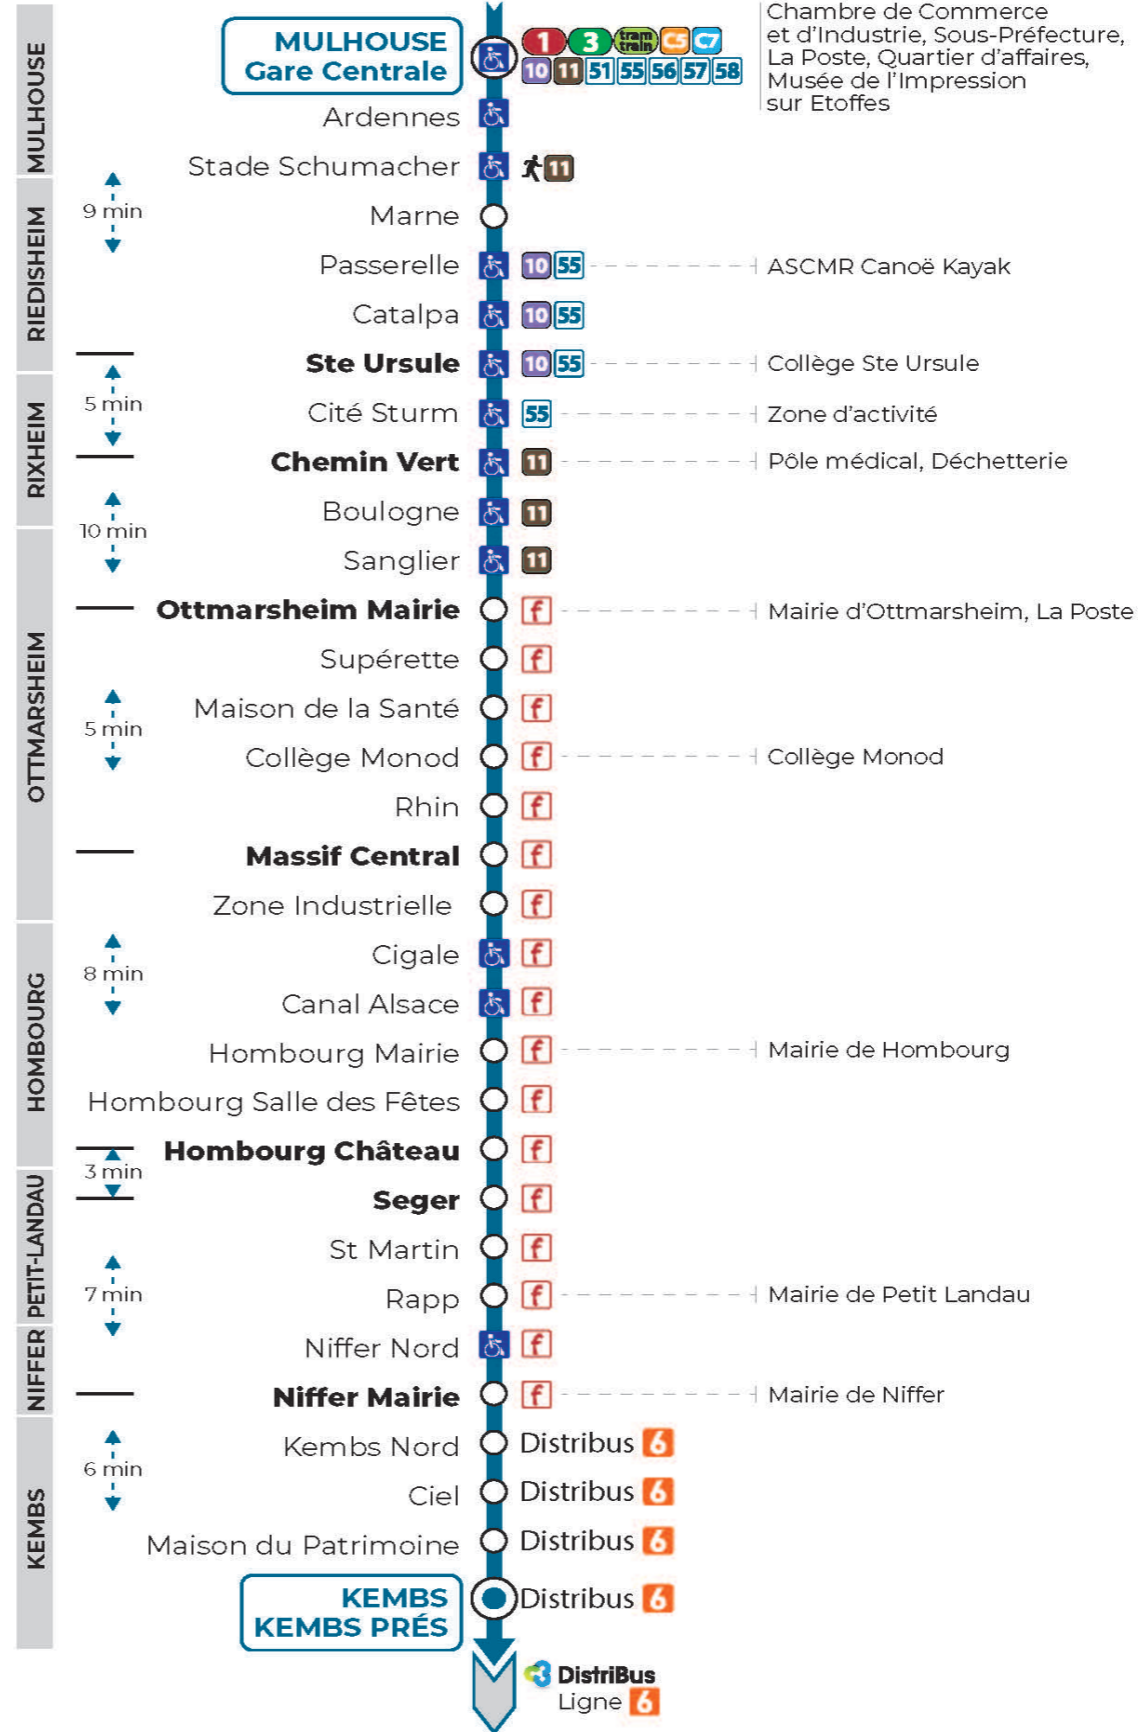 MULHOUSE
MULHOUSE
Gare Centrale
1 3 tram train C5 C7
10 11 51 55 56 57 58
Chambre de Commerce
et d'Industrie, Sous-Préfecture,
La Poste, Quartier d'affaires,
Musée de l'Impression
sur Etoffes
Ardennes
Stade Schumacher 11
RIEDISHEIM
9 min
Marne
Passerelle 10 55 ASCMR Canoë Kayak
Catalpa 10 55
Ste Ursule 10 55 Collège Ste Ursule
RIXHEIM
5 min
Cité Sturm 55 Zone d'activité
Chemin Vert 11 Pôle médical, Déchetterie
10 min
Boulogne 11
Sanglier 11
OTTMARSHEIM
Ottmarsheim Mairie f Mairie d'Ottmarsheim, La Poste
Supérette f
5 min
Maison de la Santé f
Collège Monod f Collège Monod
Rhin f
Massif Central f
Zone Industrielle f
HOMBOURG
8 min
Cigale f
Canal Alsace f
Hombourg Mairie f Mairie de Hombourg
Hombourg Salle des Fêtes f
Hombourg Château f
3 min
PETIT-LANDAU
Seger f
St Martin f
7 min
Rapp f Mairie de Petit Landau
NIFFER
Niffer Nord f
Niffer Mairie f Mairie de Niffer
KEMBS
6 min
Kembs Nord Distribus 6
Ciel Distribus 6
Maison du Patrimoine Distribus 6
KEMBS
KEMBS PRÉS
Distribus 6
DistriBus
Ligne 6